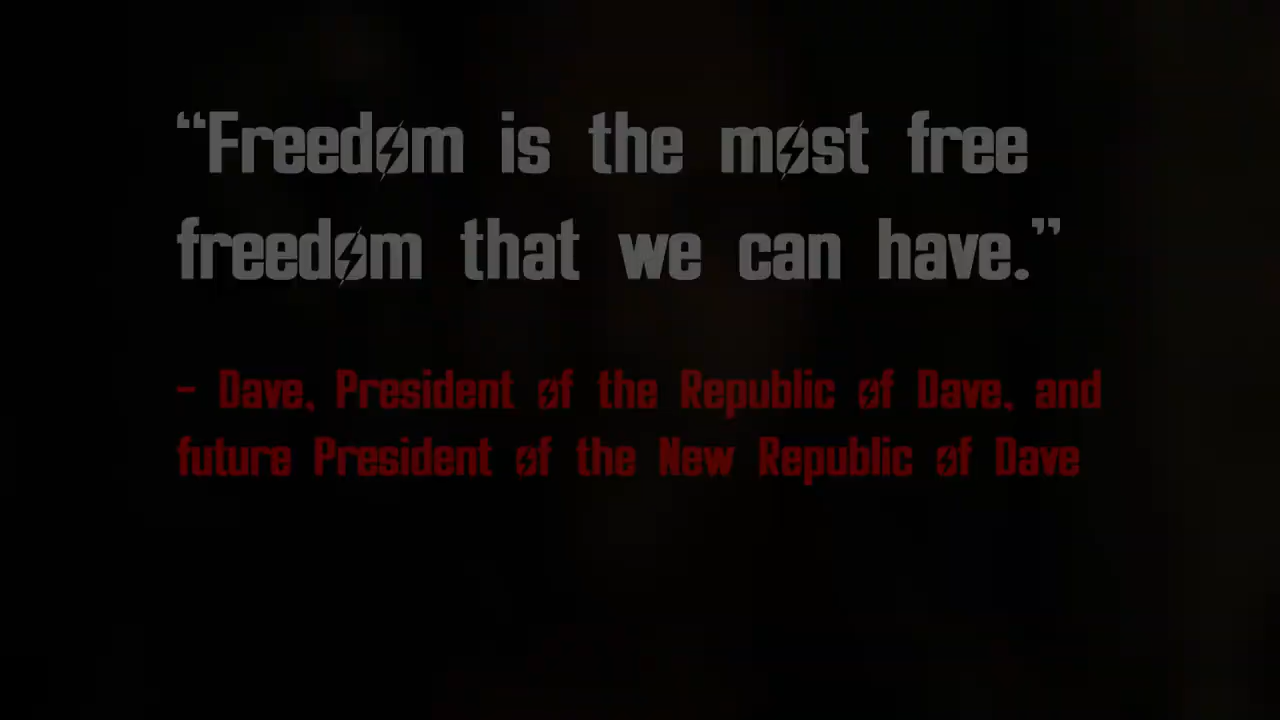 “Freedom is the most free
freedom that we can have.”
- Dave, President of the Republic of Dave, and
future President of the New Republic of Dave